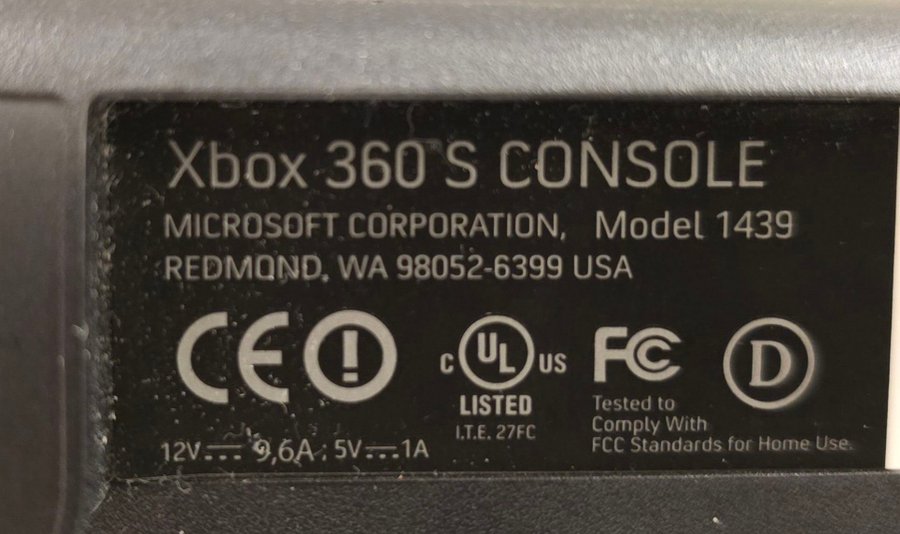 Xbox 360 S CONSOLE
MICROSOFT CORPORATION, Model 1439
REDMOND, WA 98052-6399 USA
CE
C UL US
LISTED
I.T.E. 27FC
FC
Tested to
Comply With
FCC Standards for Home Use.
D
12V⎓ 9,6A ; 5V⎓1A